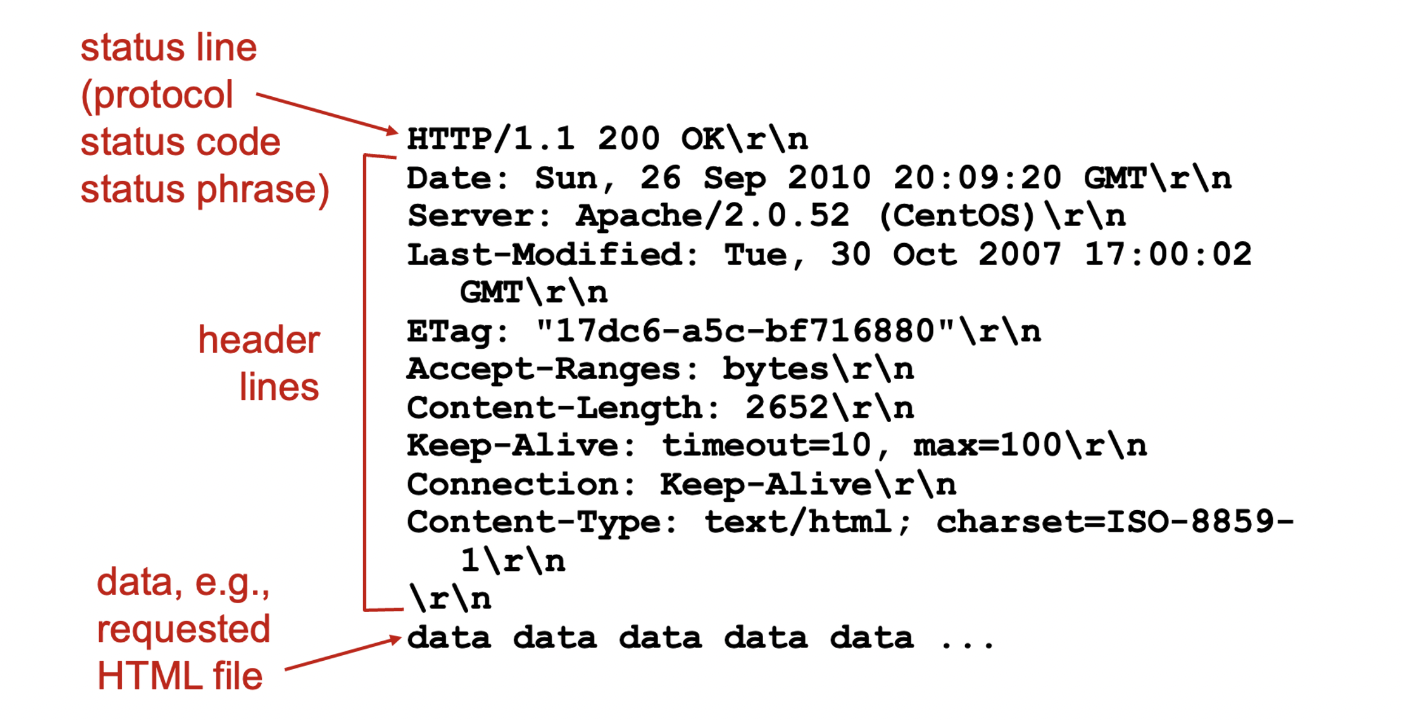 status line
(protocol
status code
status phrase)
HTTP/1.1 200 OK\r\n
Date: Sun, 26 Sep 2010 20:09:20 GMT\r\n
Server: Apache/2.0.52 (CentOS)\r\n
Last-Modified: Tue, 30 Oct 2007 17:00:02
GMT\r\n
ETag: "17dc6-a5c-bf716880"\r\n
Accept-Ranges: bytes\r\n
Content-Length: 2652\r\n
Keep-Alive: timeout=10, max=100\r\n
Connection: Keep-Alive\r\n
Content-Type: text/html; charset=ISO-8859-
1\r\n
\r\n
data data data data data ...
header
lines
data, e.g.,
requested
HTML file